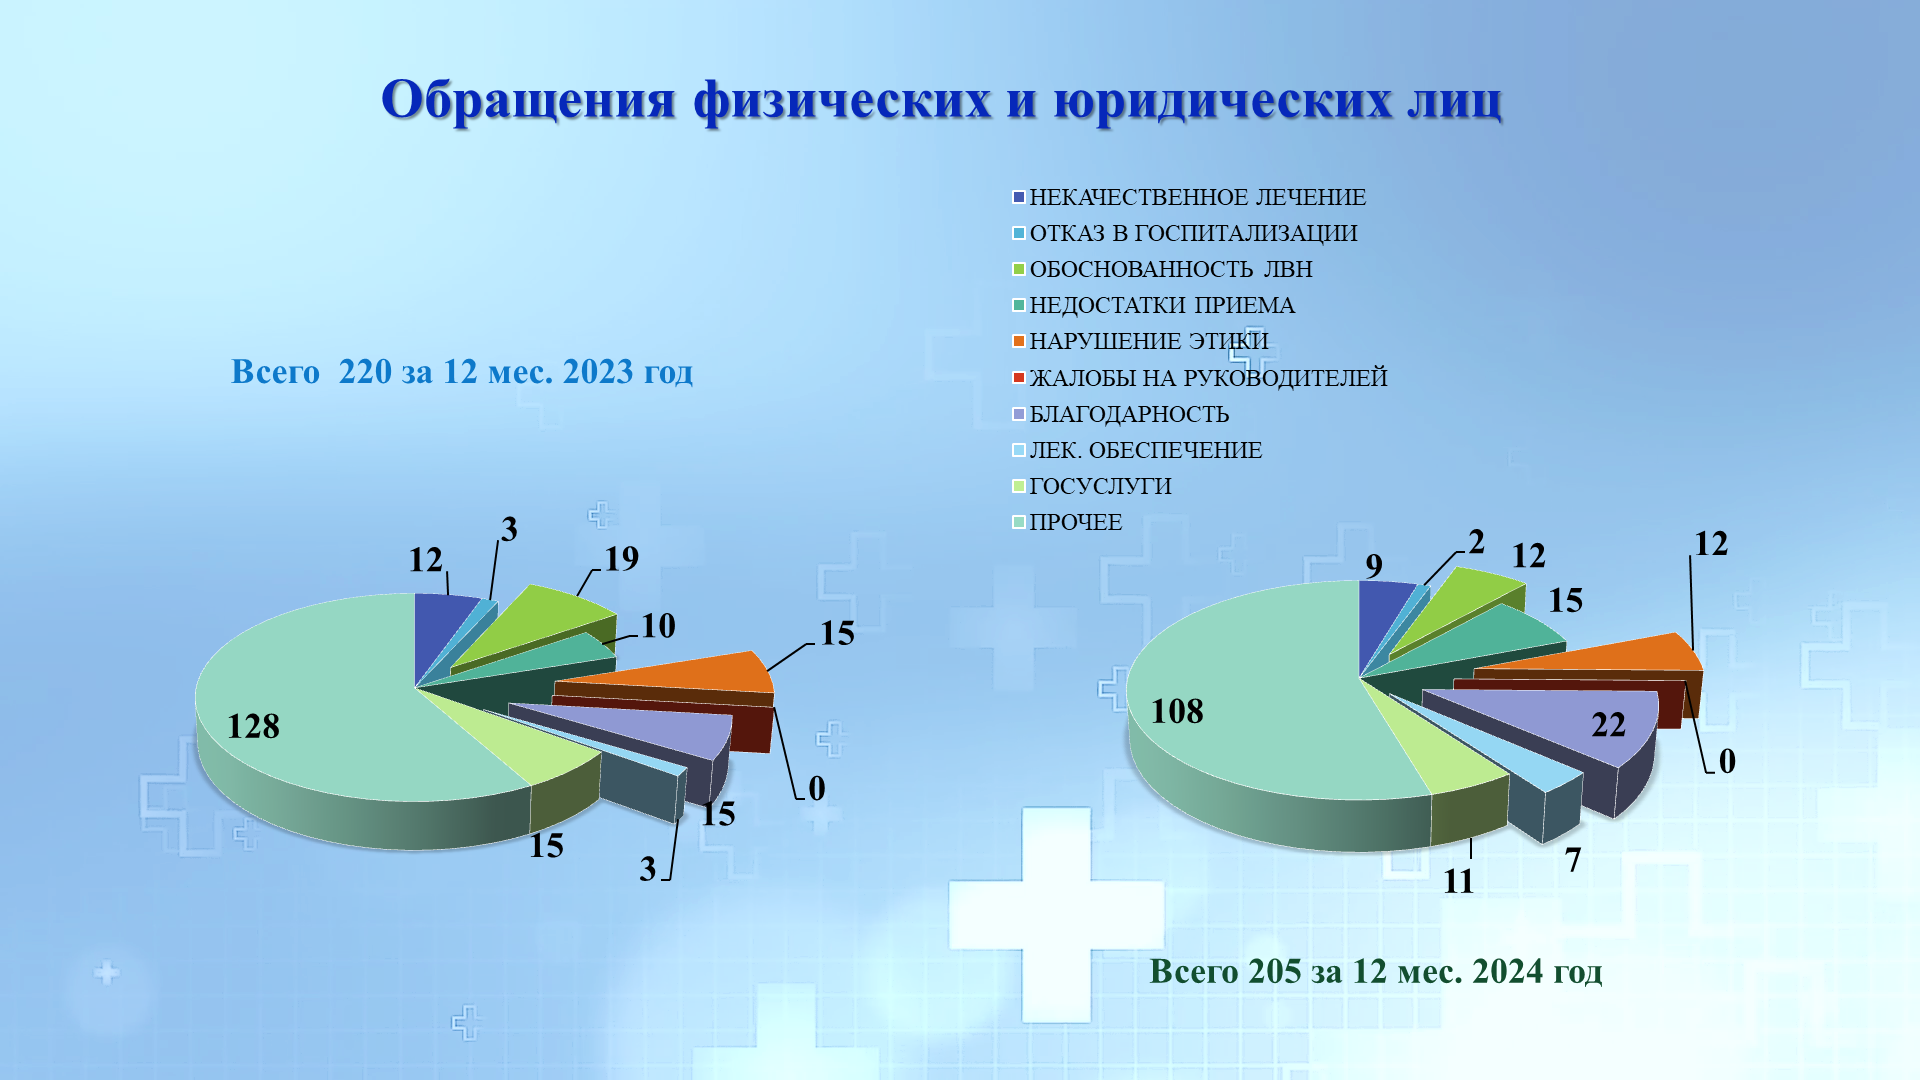 Обращения физических и юридических лиц
НЕКАЧЕСТВЕННОЕ ЛЕЧЕНИЕ
ОТКАЗ В ГОСПИТАЛИЗАЦИИ
ОБОСНОВАННОСТЬ ЛВН
НЕДОСТАТКИ ПРИЕМА
НАРУШЕНИЕ ЭТИКИ
ЖАЛОБЫ НА РУКОВОДИТЕЛЕЙ
БЛАГОДАРНОСТЬ
ЛЕК. ОБЕСПЕЧЕНИЕ
ГОСУСЛУГИ
ПРОЧЕЕ
Всего 220 за 12 мес. 2023 год
12
3
19
10
15
0
15
3
15
128
9
2
12
15
12
0
22
7
11
108
Всего 205 за 12 мес. 2024 год